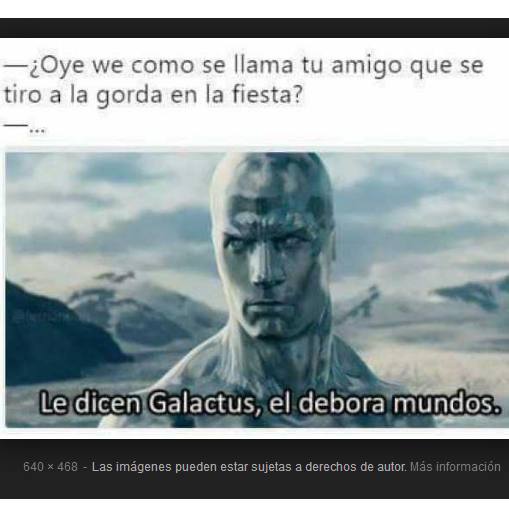 —¿Oye we como se llama tu amigo que se
tiro a la gorda en la fiesta?
—...
Le dicen Galactus, el debora mundos.
640 × 468 - Las imágenes pueden estar sujetas a derechos de autor. Más información